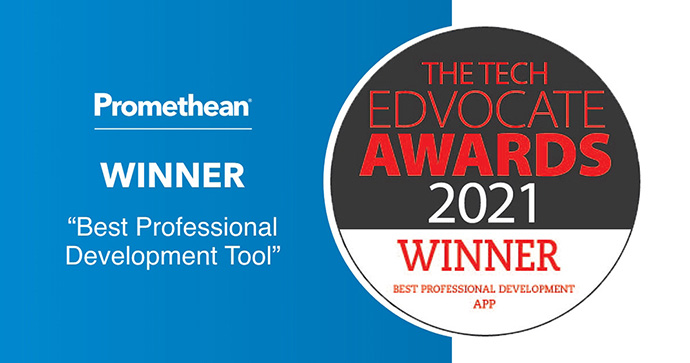 Promethean®
WINNER
“Best Professional
Development Tool”
THE TECH
EDVOCATE
AWARDS
2021
WINNER
BEST PROFESSIONAL DEVELOPMENT
APP